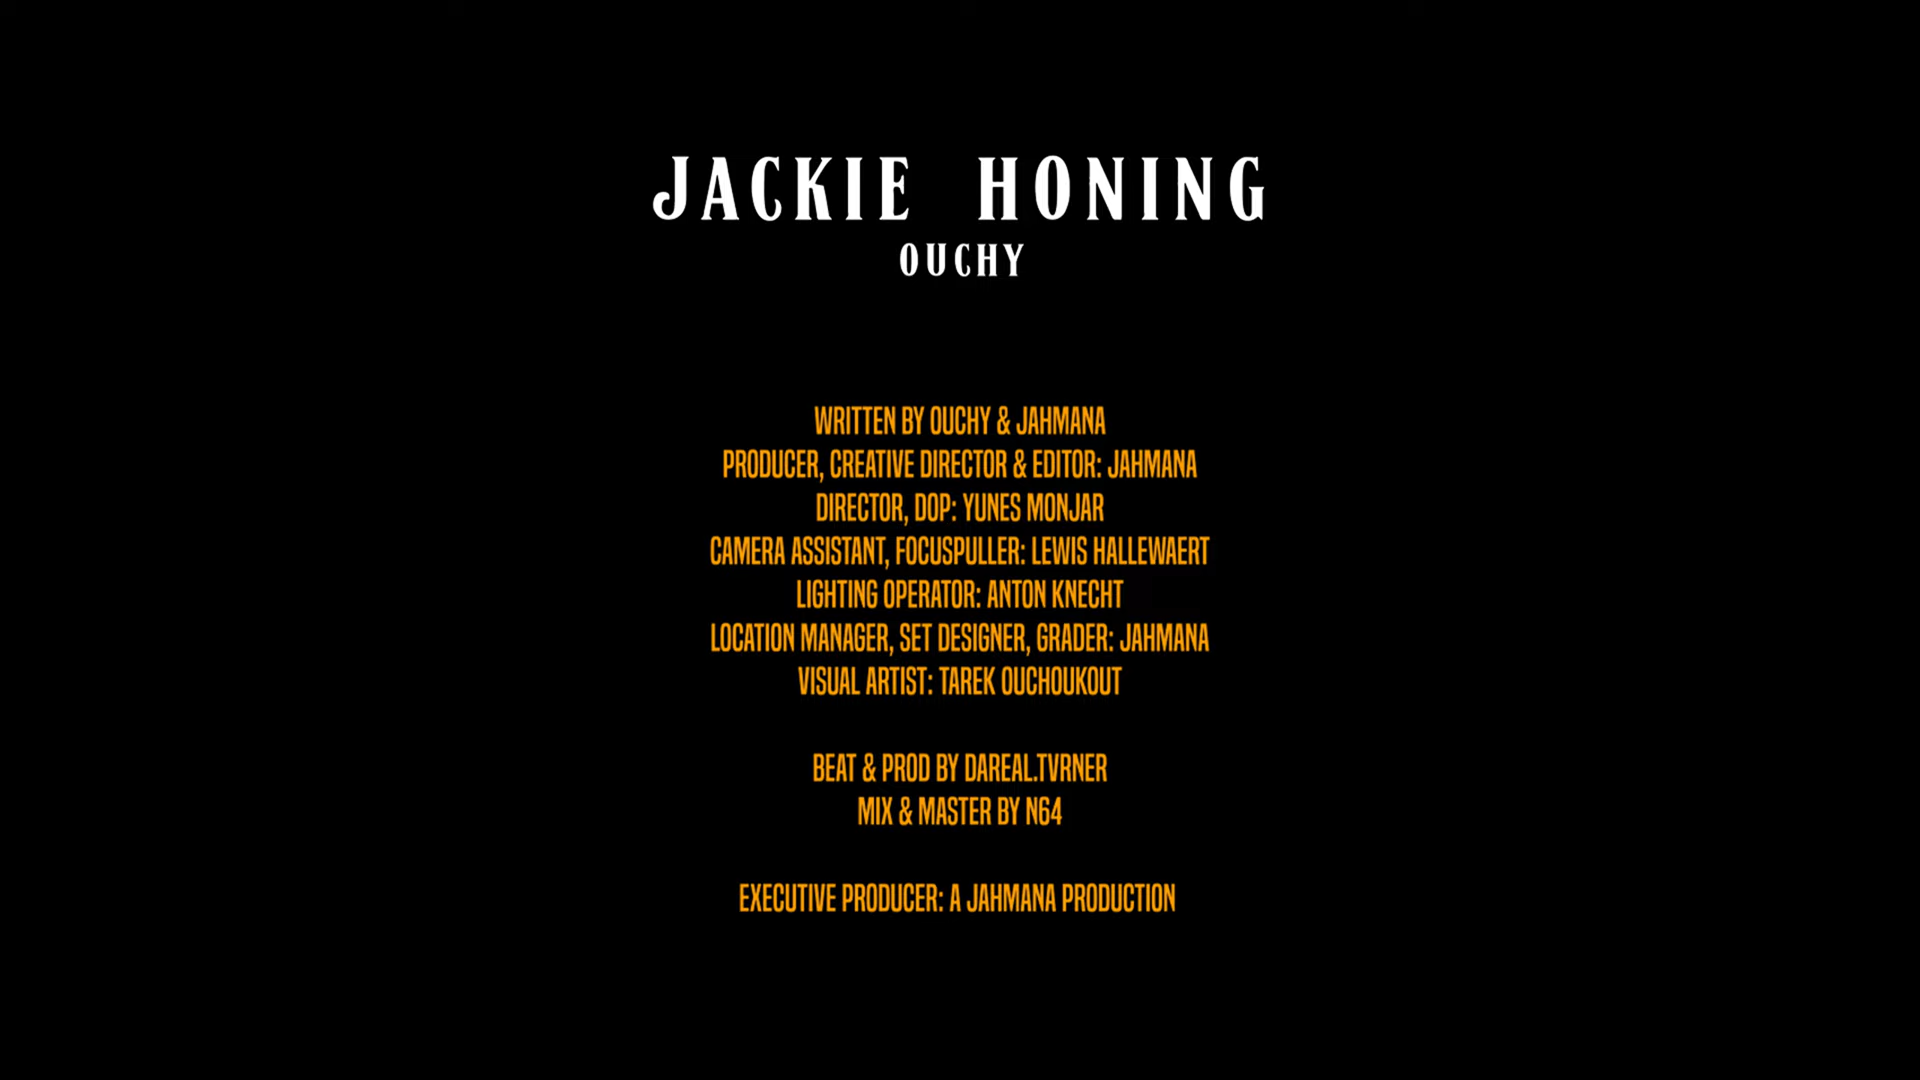 JACKIE HONING
OUCHY
WRITTEN BY OUCHY & JAHMANA
PRODUCER, CREATIVE DIRECTOR & EDITOR: JAHMANA
DIRECTOR, DOP: YUNES MONJAR
CAMERA ASSISTANT, FOCUSPULLER: LEWIS HALLEWAERT
LIGHTING OPERATOR: ANTON KNECHT
LOCATION MANAGER, SET DESIGNER, GRADER: JAHMANA
VISUAL ARTIST: TAREK OUCHOUKOUT
BEAT & PROD BY DAREAL.TVRNER
MIX & MASTER BY N64
EXECUTIVE PRODUCER: A JAHMANA PRODUCTION